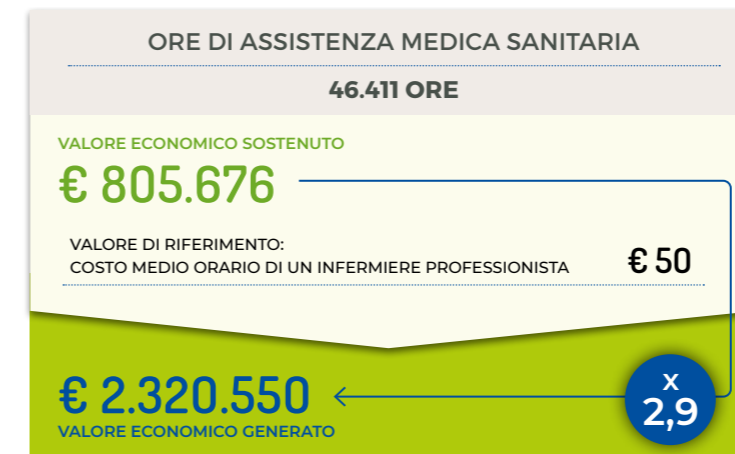 ORE DI ASSISTENZA MEDICA SANITARIA
46.411 ORE
VALORE ECONOMICO SOSTENUTO
€ 805.676
VALORE DI RIFERIMENTO:
COSTO MEDIO ORARIO DI UN INFERMIERE PROFESSIONISTA
€ 50
€ 2.320.550
VALORE ECONOMICO GENERATO
x
2,9